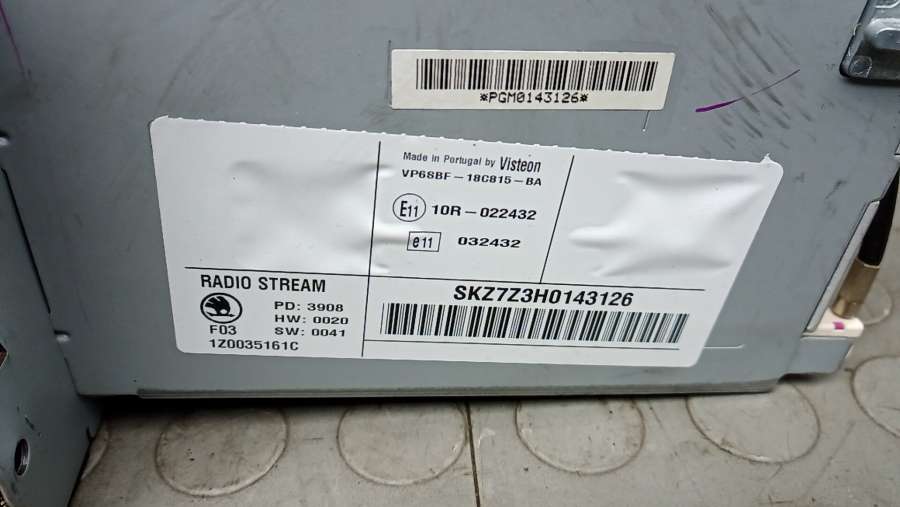 *PGM0143126*
Made in Portugal by Visteon
VP6SBF-18C815-BA
E11 10R-022432
e11 032432
RADIO STREAM
PD: 3908
HW: 0020
F03 SW: 0041
1Z0035161C
SKZ7Z3H0143126